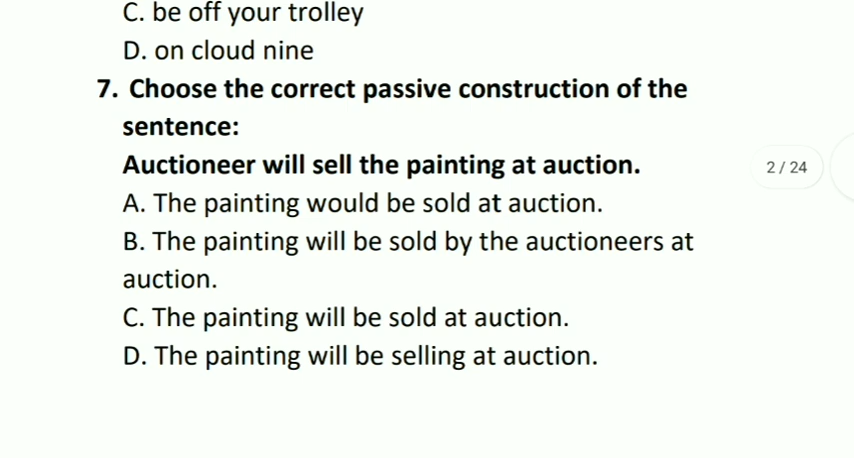 C. be off your trolley
D. on cloud nine
7. Choose the correct passive construction of the
sentence:
Auctioneer will sell the painting at auction.
2 / 24
A. The painting would be sold at auction.
B. The painting will be sold by the auctioneers at
auction.
C. The painting will be sold at auction.
D. The painting will be selling at auction.